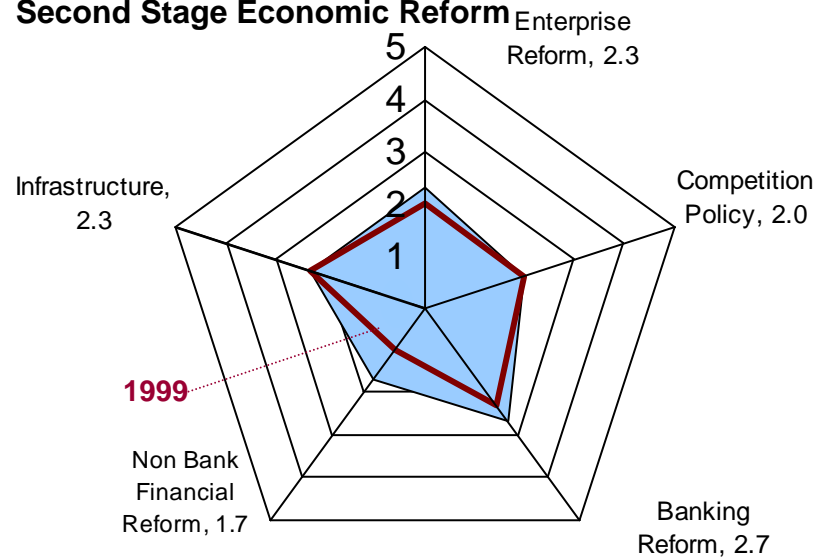 Second Stage Economic Reform
Enterprise
Reform, 2.3
5
4
3
2
1
Competition
Policy, 2.0
Infrastructure,
2.3
1999
Non Bank
Financial
Reform, 1.7
Banking
Reform, 2.7